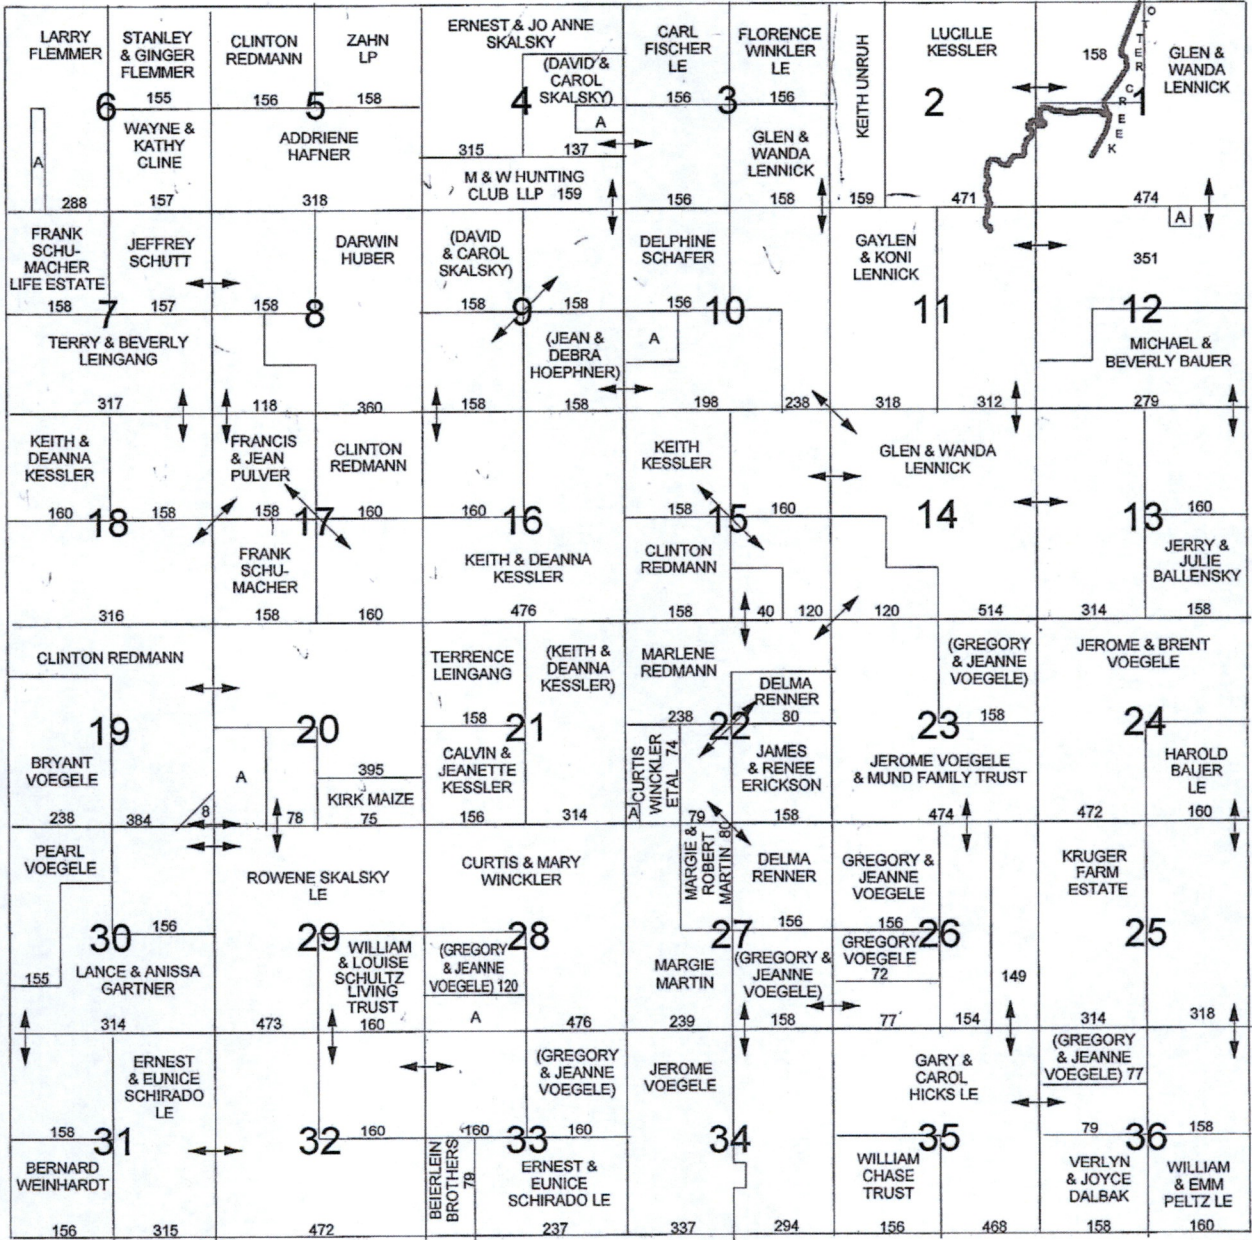 LARRY
FLEMMER
STANLEY
& GINGER
FLEMMER
CLINTON
REDMANN
ZAHN
LP
ERNEST & JO ANNE
SKALSKY
(DAVID &
CAROL
SKALSKY)
CARL
FISCHER
LE
FLORENCE
WINKLER
LE
KEITH UNRUH
LUCILLE
KESSLER
158
OTTER CREEK
GLEN &
WANDA
LENNICK
6
155
156
5
158
4
A
156
3
156
2
1
A
WAYNE &
KATHY
CLINE
ADDRIENE
HAFNER
315
137
GLEN &
WANDA
LENNICK
M & W HUNTING
CLUB LLP 159
288
157
318
156
158
159
471
474
A
FRANK
SCHU-
MACHER
LIFE ESTATE
JEFFREY
SCHUTT
DARWIN
HUBER
(DAVID
& CAROL
SKALSKY)
DELPHINE
SCHAFER
GAYLEN
& KONI
LENNICK
351
158
7
157
158
8
158
9
158
156
10
11
12
TERRY & BEVERLY
LEINGANG
(JEAN &
DEBRA
HOEPHNER)
A
MICHAEL &
BEVERLY BAUER
317
118
360
158
158
198
238
318
312
279
KEITH &
DEANNA
KESSLER
FRANCIS
& JEAN
PULVER
CLINTON
REDMANN
KEITH
KESSLER
GLEN & WANDA
LENNICK
160
18
158
158
17
160
160
16
158
15
160
14
13
160
FRANK
SCHU-
MACHER
KEITH & DEANNA
KESSLER
CLINTON
REDMANN
JERRY &
JULIE
BALLENSKY
316
158
160
476
158
40
120
120
514
314
158
CLINTON REDMANN
TERRENCE
LEINGANG
(KEITH &
DEANNA
KESSLER)
MARLENE
REDMANN
DELMA
RENNER
(GREGORY
& JEANNE
VOEGELE)
JEROME & BRENT
VOEGELE
19
20
158
21
238
22
80
23
158
24
BRYANT
VOEGELE
A
395
KIRK MAIZE
CALVIN &
JEANETTE
KESSLER
CURTIS
WINCKLER
ETAL 74
A
JAMES
& RENEE
ERICKSON
JEROME VOEGELE
& MUND FAMILY TRUST
HAROLD
BAUER
LE
238
384
8
78
75
156
314
79
158
474
472
160
PEARL
VOEGELE
ROWENE SKALSKY
LE
CURTIS & MARY
WINCKLER
MARGIE &
ROBERT
MARTIN 80
DELMA
RENNER
GREGORY &
JEANNE
VOEGELE
KRUGER
FARM
ESTATE
30
156
29
28
27
156
156
26
25
155
LANCE & ANISSA
GARTNER
WILLIAM
& LOUISE
SCHULTZ
LIVING
TRUST
(GREGORY
& JEANNE
VOEGELE) 120
A
MARGIE
MARTIN
(GREGORY &
JEANNE
VOEGELE)
GREGORY
VOEGELE
72
149
314
473
160
476
239
158
77
154
314
318
ERNEST
& EUNICE
SCHIRADO
LE
(GREGORY
& JEANNE
VOEGELE)
JEROME
VOEGELE
GARY &
CAROL
HICKS LE
(GREGORY
& JEANNE
VOEGELE) 77
158
31
32
160
160
33
160
34
35
79
36
158
BERNARD
WEINHARDT
BEIERLEIN
BROTHERS
79
ERNEST &
EUNICE
SCHIRADO LE
WILLIAM
CHASE
TRUST
VERLYN
& JOYCE
DALBAK
WILLIAM
& EMM
PELTZ LE
156
315
472
237
337
294
156
468
158
160